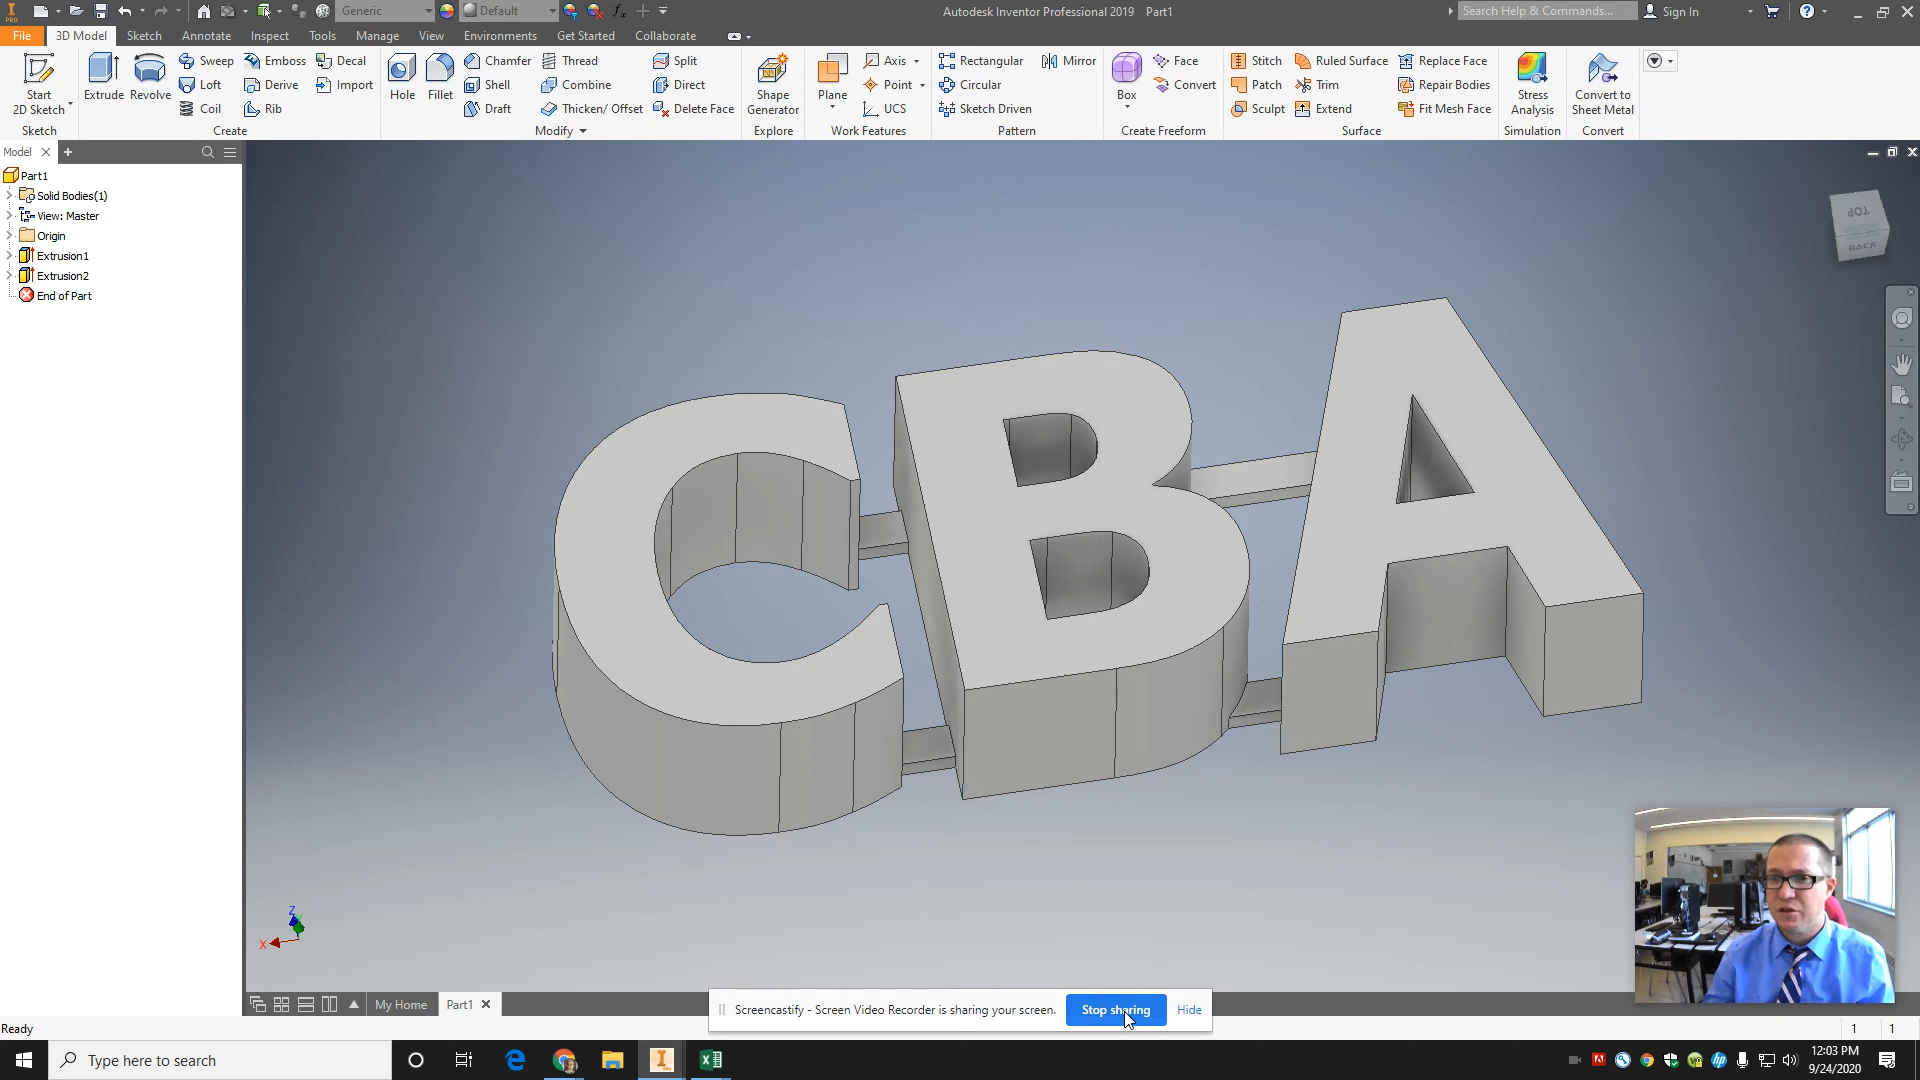 PRO
Generic
Default
fx
Autodesk Inventor Professional 2019 Part1
Search Help & Commands...
Sign In
File 3D Model Sketch Annotate Inspect Tools Manage View Environments Get Started Collaborate
Start
2D Sketch
Extrude
Revolve
Sweep
Loft
Coil
Emboss
Derive
Rib
Decal
Import
Hole
Fillet
Chamfer
Shell
Draft
Thread
Combine
Thicken/ Offset
Split
Direct
Delete Face
Shape
Generator
Plane
Axis
Point
UCS
Rectangular
Circular
Sketch Driven
Mirror
Box
Face
Convert
Stitch
Patch
Sculpt
Ruled Surface
Trim
Extend
Replace Face
Repair Bodies
Fit Mesh Face
Stress
Analysis
Convert to
Sheet Metal
Sketch Create Modify Explore Work Features Pattern Create Freeform Surface Simulation Convert
Model
Part1
Solid Bodies(1)
View: Master
Origin
Extrusion1
Extrusion2
End of Part
TOP
BACK
CBA
Z
X
My Home Part1
Screencastify - Screen Video Recorder is sharing your screen. Stop sharing Hide
Ready
1 1
Type here to search
12:03 PM
9/24/2020